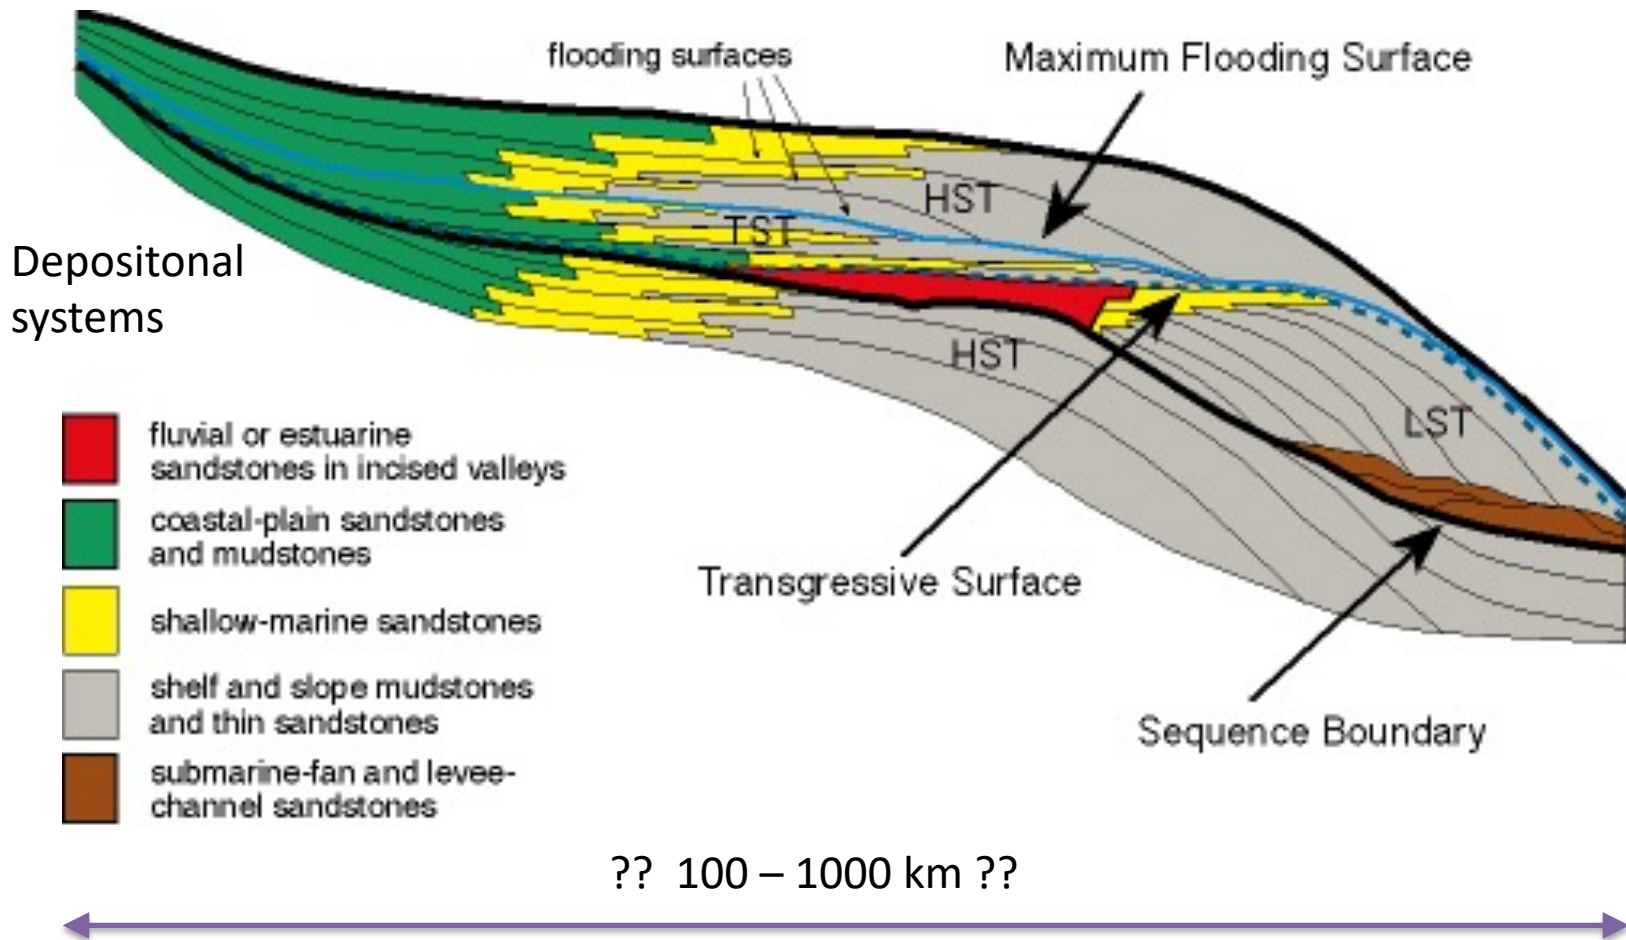 flooding surfaces
Maximum Flooding Surface
HST
TST
Depositonal
systems
HST
LST
fluvial or estuarine
sandstones in incised valleys
coastal-plain sandstones
and mudstones
Transgressive Surface
shallow-marine sandstones
shelf and slope mudstones
and thin sandstones
Sequence Boundary
submarine-fan and levee-
channel sandstones
?? 100 – 1000 km ??